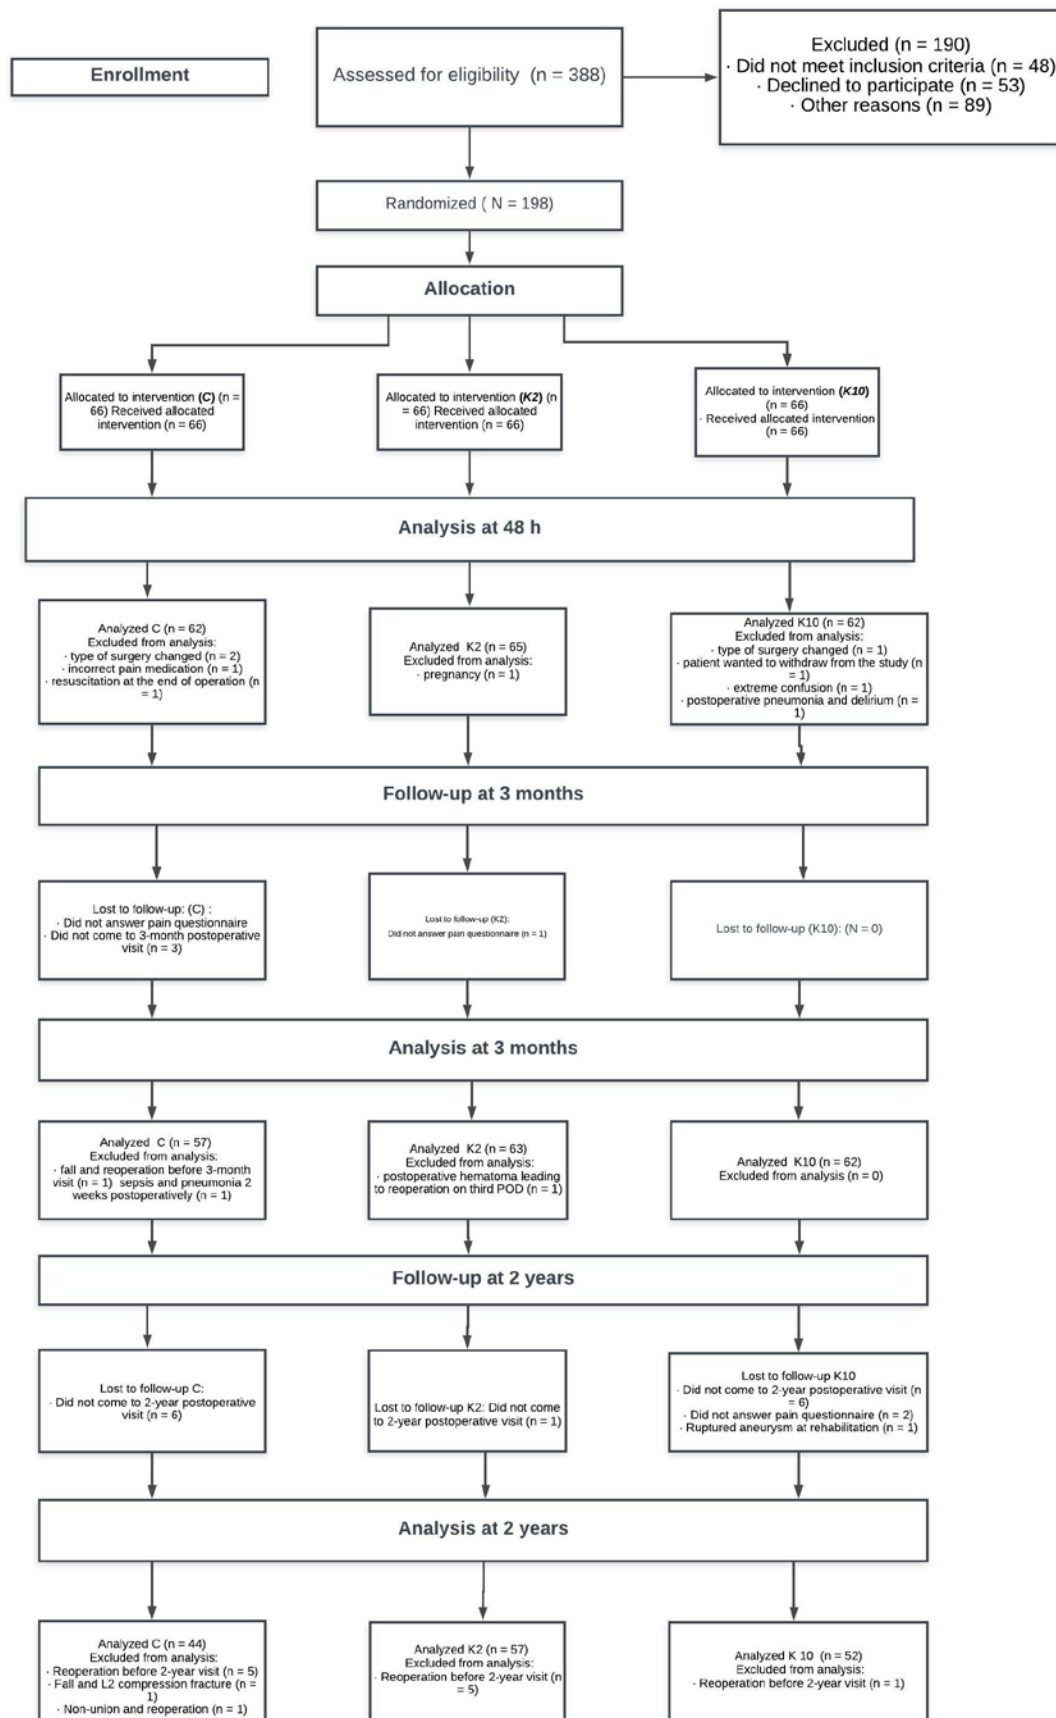 Enrollment
Assessed for eligibility (n = 388)
Excluded (n = 190)
· Did not meet inclusion criteria (n = 48)
· Declined to participate (n = 53)
· Other reasons (n = 89)
Randomized ( N = 198)
Allocation
Allocated to intervention (C) (n =
66) Received allocated
intervention (n = 66)
Allocated to intervention (K2) (n
= 66) Received allocated
intervention (n = 66)
Allocated to intervention (K10)
(n = 66)
· Received allocated intervention
(n = 66)
Analysis at 48 h
Analyzed C (n = 62)
Excluded from analysis:
· type of surgery changed (n = 2)
· incorrect pain medication (n = 1)
· resuscitation at the end of operation (n
= 1)
Analyzed K2 (n = 65)
Excluded from analysis:
· pregnancy (n = 1)
Analyzed K10 (n = 62)
Excluded from analysis:
· type of surgery changed (n = 1)
· patient wanted to withdraw from the study (n
= 1)
· extreme confusion (n = 1)
· postoperative pneumonia and delirium (n =
1)
Follow-up at 3 months
Lost to follow-up: (C) :
· Did not answer pain questionnaire
· Did not come to 3-month postoperative
visit (n = 3)
Lost to follow-up (K2):
Did not answer pain questionnaire (n = 1)
Lost to follow-up (K10): (N = 0)
Analysis at 3 months
Analyzed C (n = 57)
Excluded from analysis:
· fall and reoperation before 3-month
visit (n = 1) sepsis and pneumonia 2
weeks postoperatively (n = 1)
Analyzed K2 (n = 63)
Excluded from analysis:
· postoperative hematoma leading
to reoperation on third POD (n = 1)
Analyzed K10 (n = 62)
Excluded from analysis (n = 0)
Follow-up at 2 years
Lost to follow-up C:
· Did not come to 2-year postoperative
visit (n = 6)
Lost to follow-up K2: Did not come
to 2-year postoperative visit (n = 1)
Lost to follow-up K10
· Did not come to 2-year postoperative visit (n
= 6)
· Did not answer pain questionnaire (n = 2)
· Ruptured aneurysm at rehabilitation (n = 1)
Analysis at 2 years
Analyzed C (n = 44)
Excluded from analysis:
· Reoperation before 2-year visit (n = 5)
· Fall and L2 compression fracture (n =
1)
· Non-union and reoperation (n = 1)
Analyzed K2 (n = 57)
Excluded from analysis:
· Reoperation before 2-year visit (n
= 5)
Analyzed K 10 (n = 52)
Excluded from analysis:
· Reoperation before 2-year visit (n = 1)